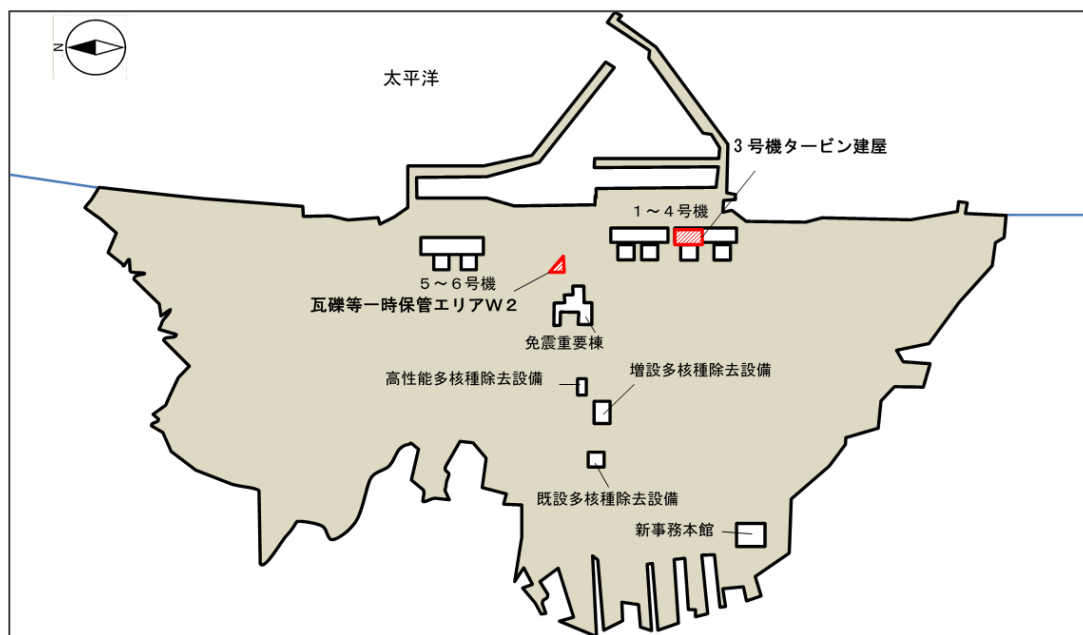 N
太平洋
3号機タービン建屋
1~4号機
5~6号機
瓦礫等一時保管エリアW2
免震重要棟
高性能多核種除去設備
増設多核種除去設備
既設多核種除去設備
新事務本館